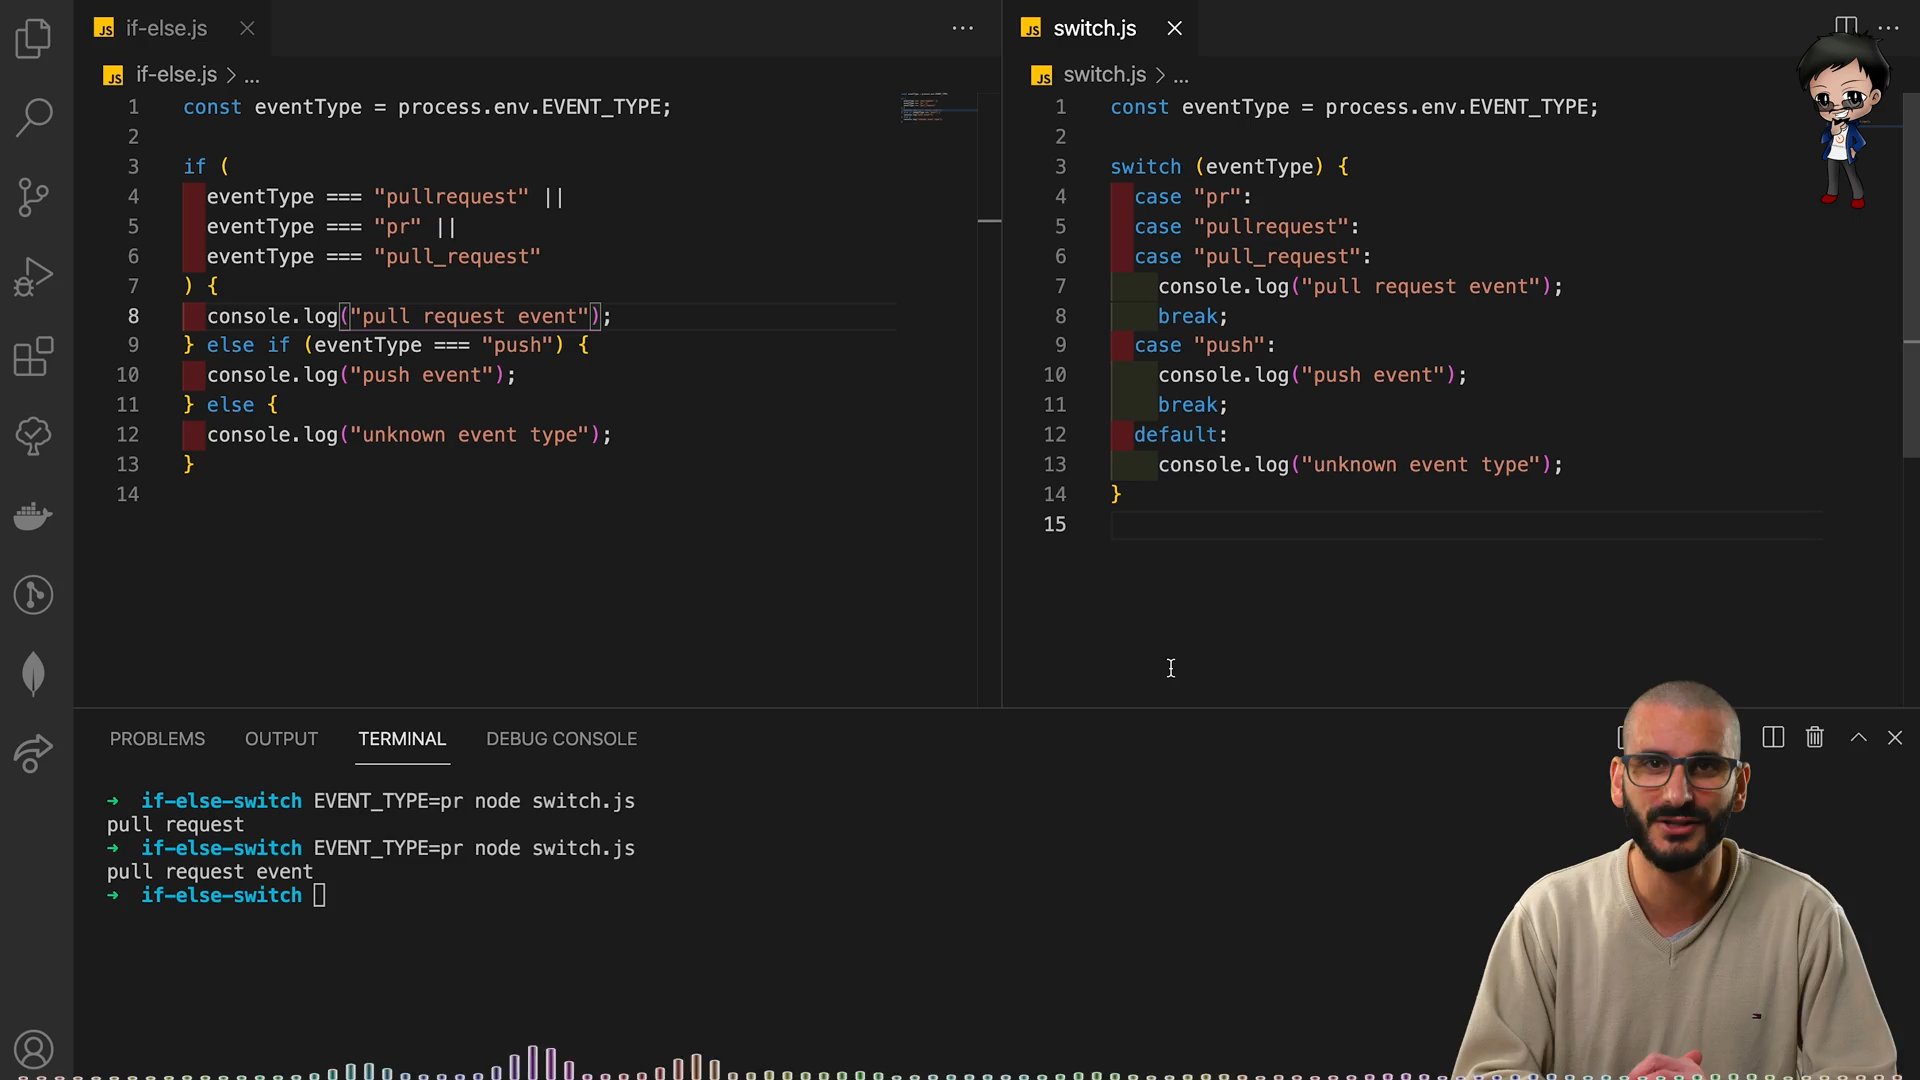 JS if-else.js
JS if-else.js > ...
1 const eventType = process.env.EVENT_TYPE;
2
3 if (
4 eventType === "pullrequest" ||
5 eventType === "pr" ||
6 eventType === "pull_request"
7 ) {
8 console.log("pull request event");
9 } else if (eventType === "push") {
10 console.log("push event");
11 } else {
12 console.log("unknown event type");
13 }
14
JS switch.js
JS switch.js > ...
1 const eventType = process.env.EVENT_TYPE;
2
3 switch (eventType) {
4 case "pr":
5 case "pullrequest":
6 case "pull_request":
7 console.log("pull request event");
8 break;
9 case "push":
10 console.log("push event");
11 break;
12 default:
13 console.log("unknown event type");
14 }
15
PROBLEMS OUTPUT TERMINAL DEBUG CONSOLE
→ if-else-switch EVENT_TYPE=pr node switch.js
pull request
→ if-else-switch EVENT_TYPE=pr node switch.js
pull request event
→ if-else-switch